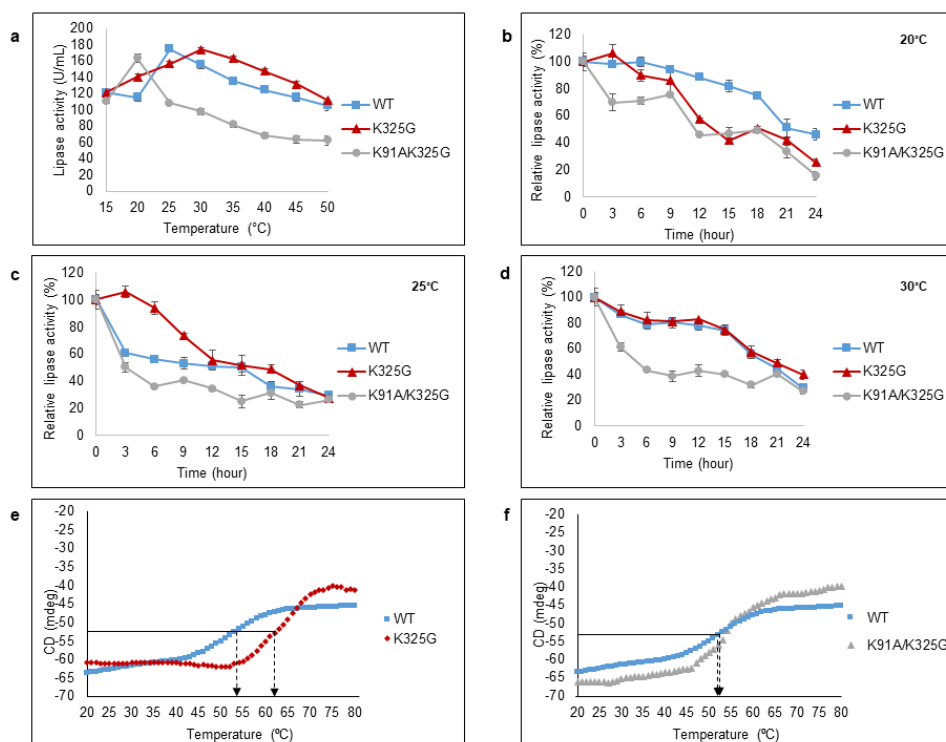 a
Lipase activity (U/mL)
200
180
160
140
120
100
80
60
40
20
0
15 20 25 30 35 40 45 50
Temperature (°C)
WT
K325G
K91AK325G
b
20°C
Relative lipase activity (%)
120
100
80
60
40
20
0
0 3 6 9 12 15 18 21 24
Time (hour)
WT
K325G
K91A/K325G
c
25°C
Relative lipase activity (%)
120
100
80
60
40
20
0
0 3 6 9 12 15 18 21 24
Time (hour)
WT
K325G
K91A/K325G
d
30°C
Relative lipase activity (%)
120
100
80
60
40
20
0
0 3 6 9 12 15 18 21 24
Time (hour)
WT
K325G
K91A/K325G
e
CD (mdeg)
-20
-25
-30
-35
-40
-45
-50
-55
-60
-65
-70
20 25 30 35 40 45 50 55 60 65 70 75 80
Temperature (ºC)
WT
K325G
f
CD (mdeg)
-20
-25
-30
-35
-40
-45
-50
-55
-60
-65
-70
20 25 30 35 40 45 50 55 60 65 70 75 80
Temperature (ºC)
WT
K91A/K325G